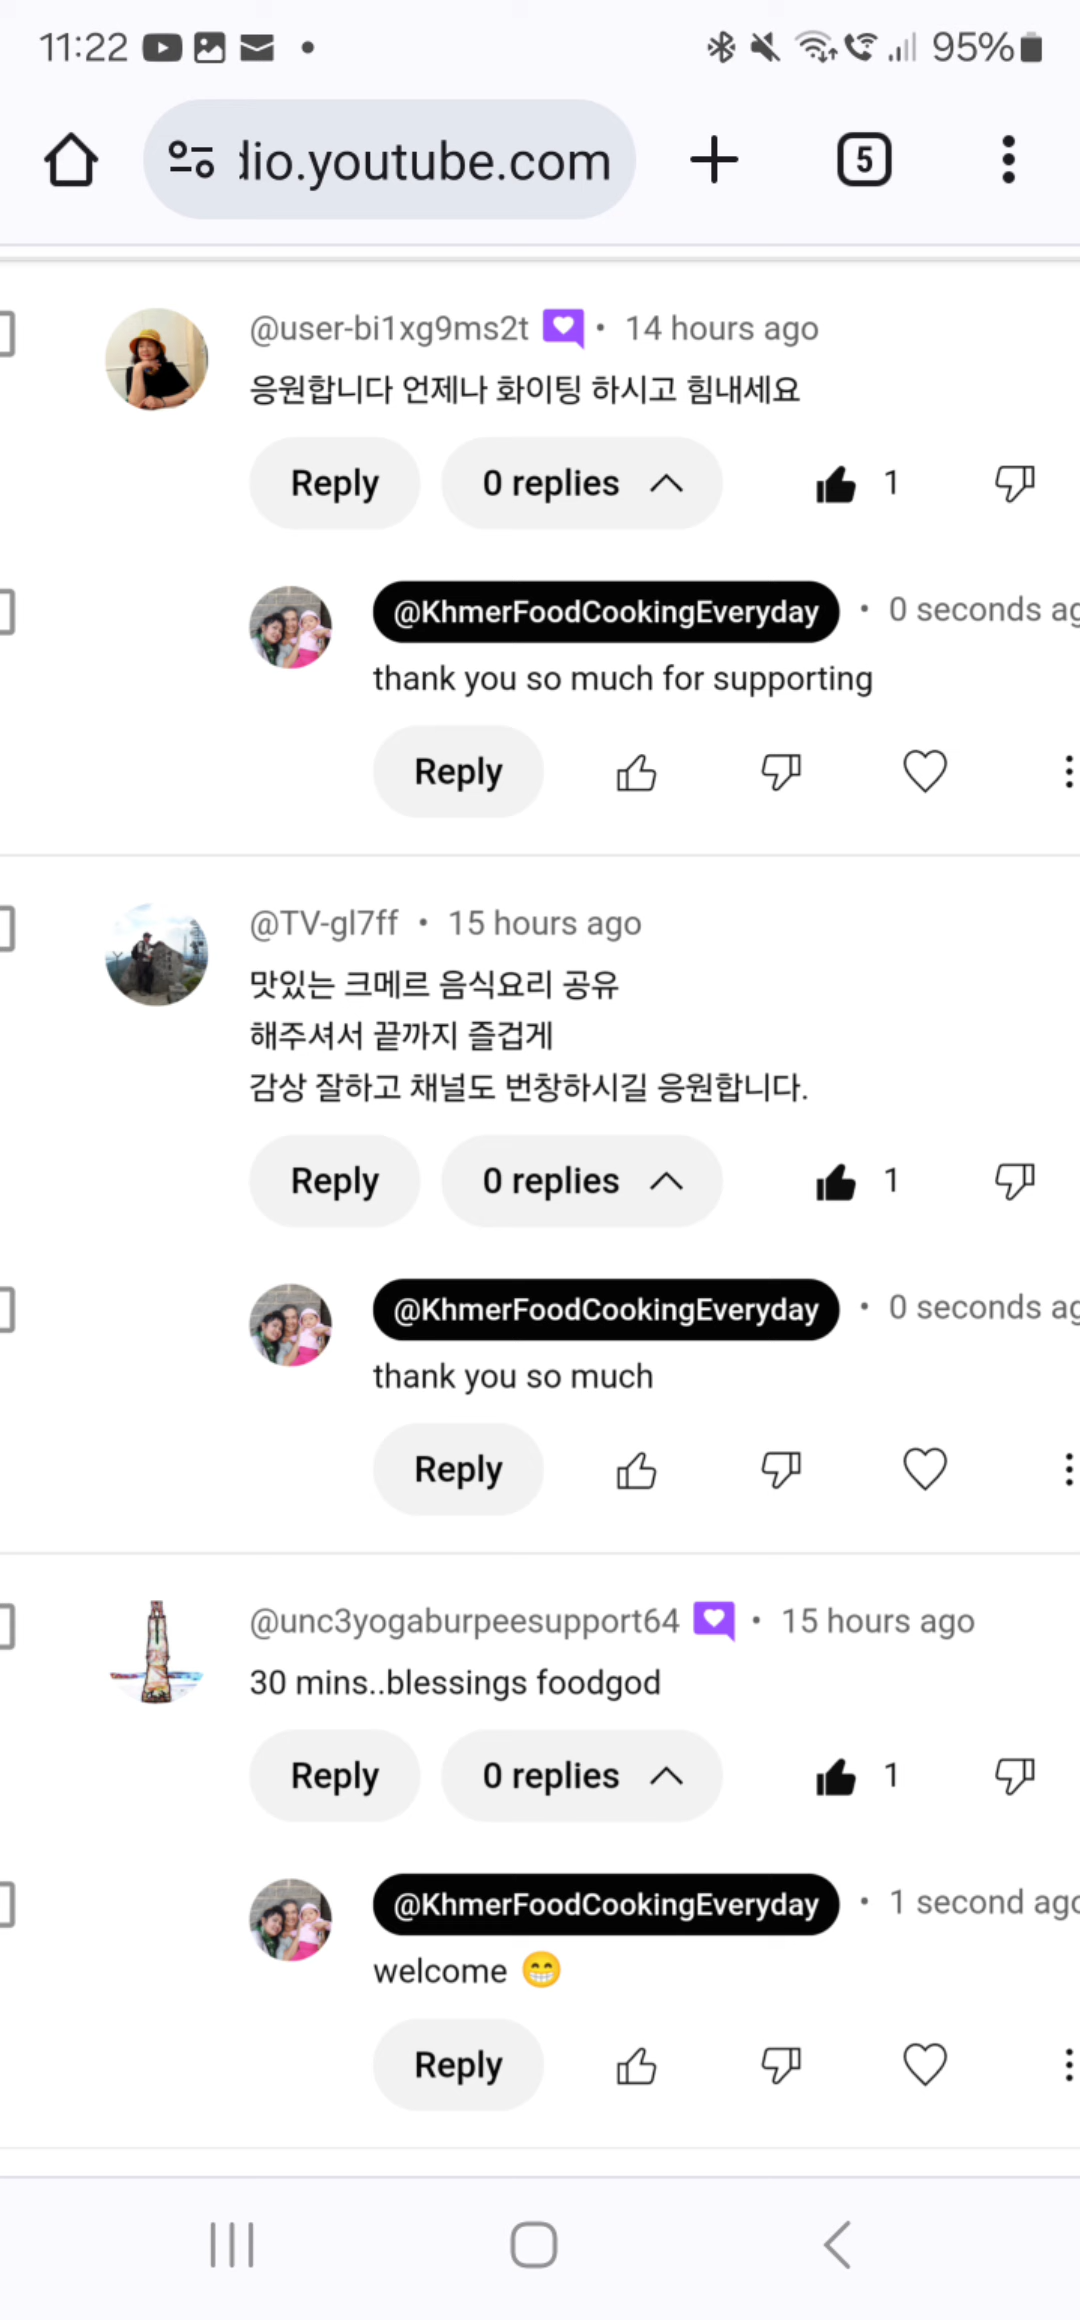 11:22
95%
dio.youtube.com
5
@user-bi1xg9ms2t • 14 hours ago
응원합니다 언제나 화이팅 하시고 힘내세요
Reply 0 replies 1
@KhmerFoodCookingEveryday • 0 seconds ag
thank you so much for supporting
Reply
@TV-gl7ff • 15 hours ago
맛있는 크메르 음식요리 공유
해주셔서 끝까지 즐겁게
감상 잘하고 채널도 번창하시길 응원합니다.
Reply 0 replies 1
@KhmerFoodCookingEveryday • 0 seconds ag
thank you so much
Reply
@unc3yogaburpeesupport64 • 15 hours ago
30 mins..blessings foodgod
Reply 0 replies 1
@KhmerFoodCookingEveryday • 1 second ago
welcome 😁
Reply